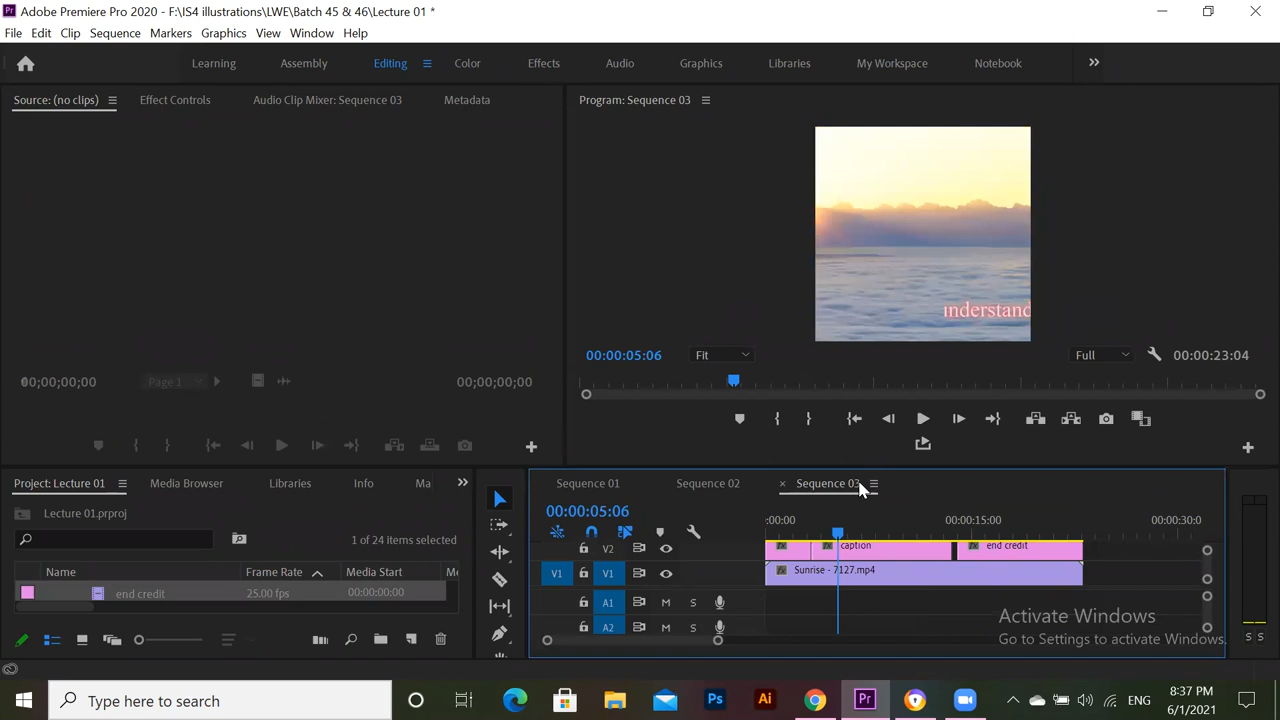 Adobe Premiere Pro 2020 - F:\IS4 illustrations\LWE\Batch 45 & 46\Lecture 01 *
File Edit Clip Sequence Markers Graphics View Window Help
Learning Assembly Editing Color Effects Audio Graphics Libraries My Workspace Notebook
Source: (no clips) Effect Controls Audio Clip Mixer: Sequence 03 Metadata
Program: Sequence 03
understand
00:00:05:06 Fit Full 00:00:23:04
00;00;00;00 Page 1 00;00;00;00
Project: Lecture 01 Media Browser Libraries Info Ma
Sequence 01 Sequence 02 Sequence 03
Lecture 01.prproj
00:00:05:06
:00:00 00:00:15:00 00:00:30:0
1 of 24 items selected
V2 caption end credit
Name Frame Rate Media Start Me
V1 V1 Sunrise - 7127.mp4
end credit 25.00 fps 00:00:00:00
A1 M S
A2 M S
S S
Activate Windows
Go to Settings to activate Windows.
Type here to search
Ps Ai Pr
ENG
8:37 PM
6/1/2021